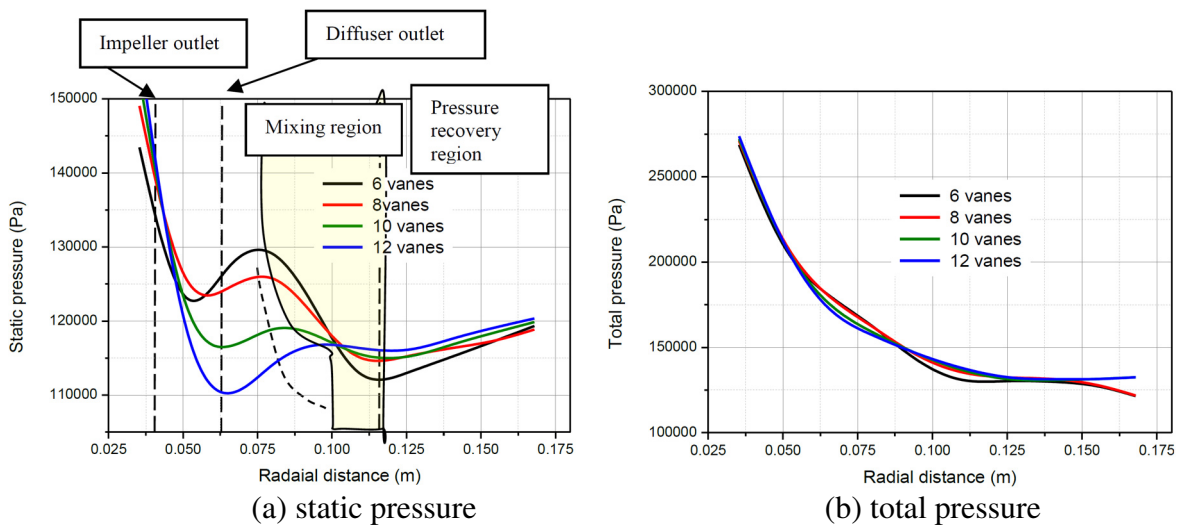 Impeller outlet
Diffuser outlet
Mixing region
Pressure
recovery
region
150000
140000
130000
120000
110000
Static pressure (Pa)
6 vanes
8vanes
10 vanes
12 vanes
0.025
0.050
0.075
0.100
0.125
0.150
0.175
Radaial distance (m)
(a) static pressure
300000
250000
200000
150000
100000
Total pressure (Pa)
6 vanes
8 vanes
10 vanes
12 vanes
0.025
0.050
0.075
0.100
0.125
0.150
0.175
Radial distance (m)
(b) total pressure